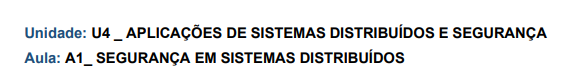 Unidade: U4 _ APLICAÇÕES DE SISTEMAS DISTRIBUÍDOS E SEGURANÇA
Aula: A1_ SEGURANÇA EM SISTEMAS DISTRIBUÍDOS